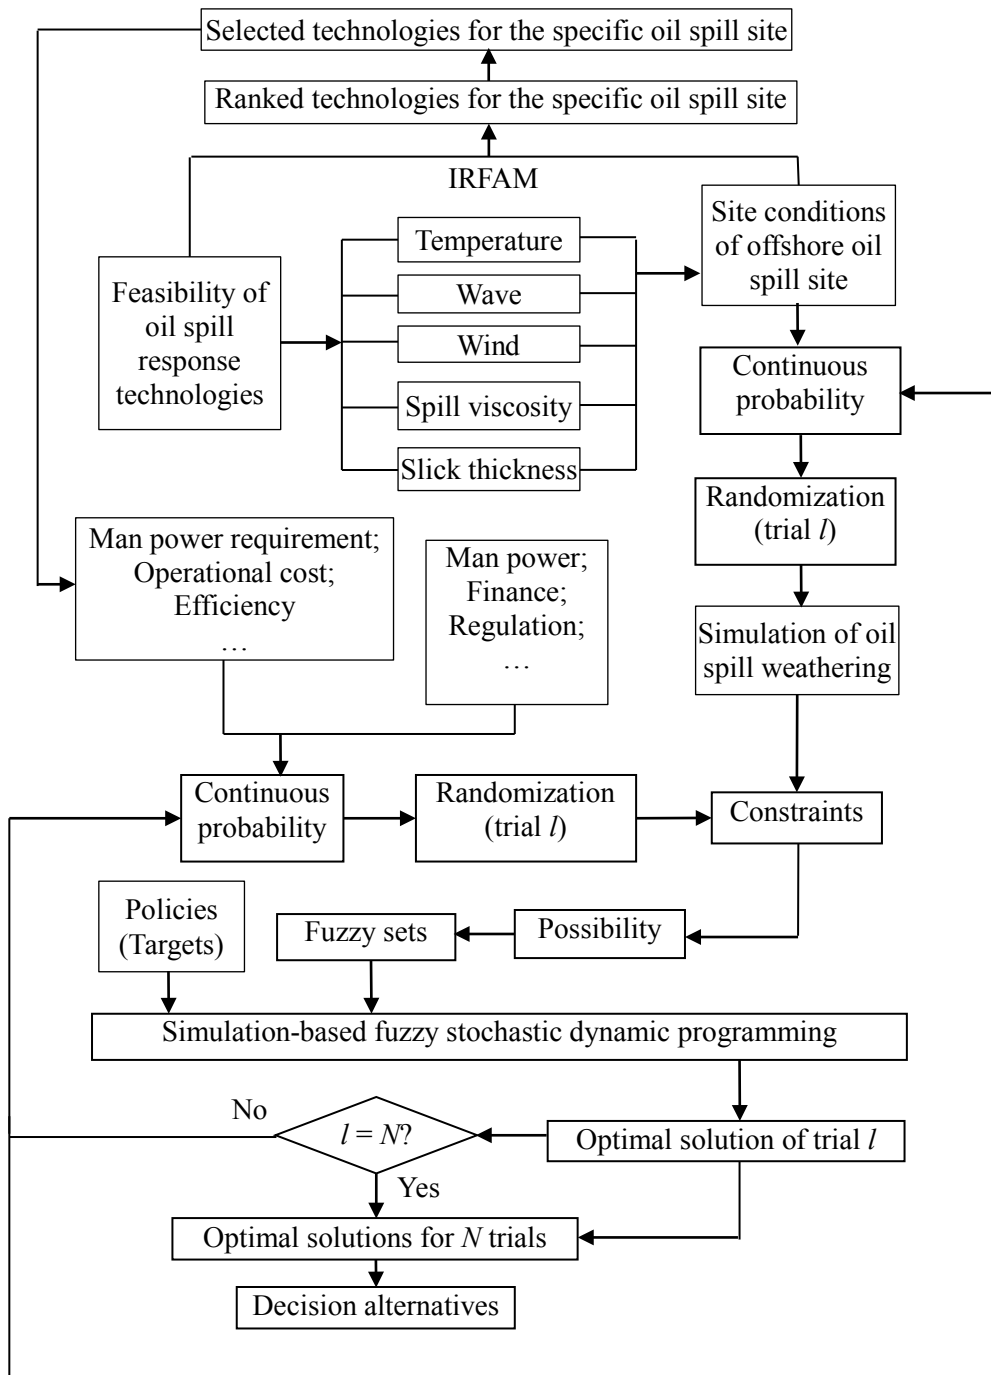 Selected technologies for the specific oil spill site
Ranked technologies for the specific oil spill site
IRFAM
Feasibility of
oil spill
response
technologies
Temperature
Wave
Wind
Spill viscosity
Slick thickness
Site conditions
of offshore oil
spill site
Continuous
probability
Randomization
(trial l)
Simulation of oil
spill weathering
Man power requirement;
Operational cost;
Efficiency
…
Man power;
Finance;
Regulation;
…
Continuous
probability
Randomization
(trial l)
Constraints
Policies
(Targets)
Fuzzy sets
Possibility
Simulation-based fuzzy stochastic dynamic programming
No
l = N?
Optimal solution of trial l
Yes
Optimal solutions for N trials
Decision alternatives